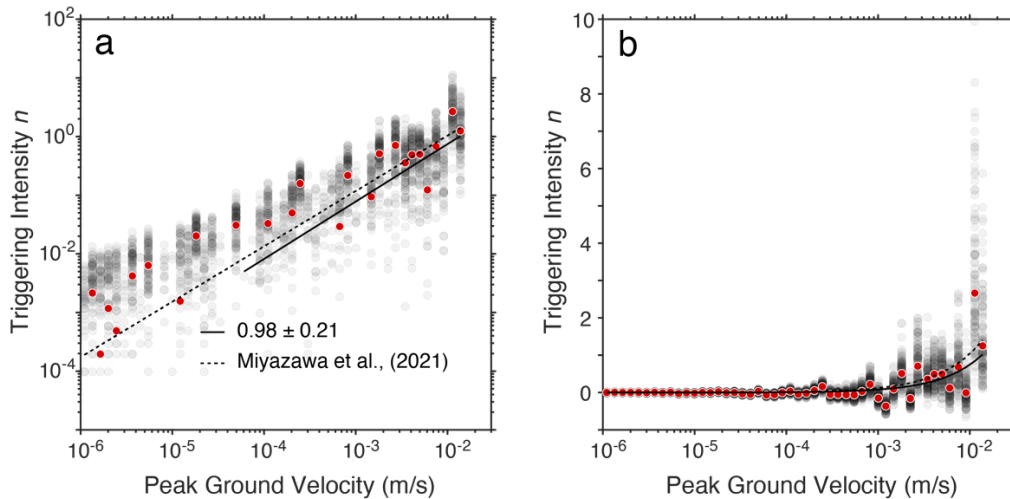 a
10^2
10^0
10^-2
10^-4
Triggering Intensity n
0.98 ± 0.21
Miyazawa et al., (2021)
10^-6
10^-5
10^-4
10^-3
10^-2
Peak Ground Velocity (m/s)
b
10
8
6
4
2
0
Triggering Intensity n
10^-6
10^-5
10^-4
10^-3
10^-2
Peak Ground Velocity (m/s)